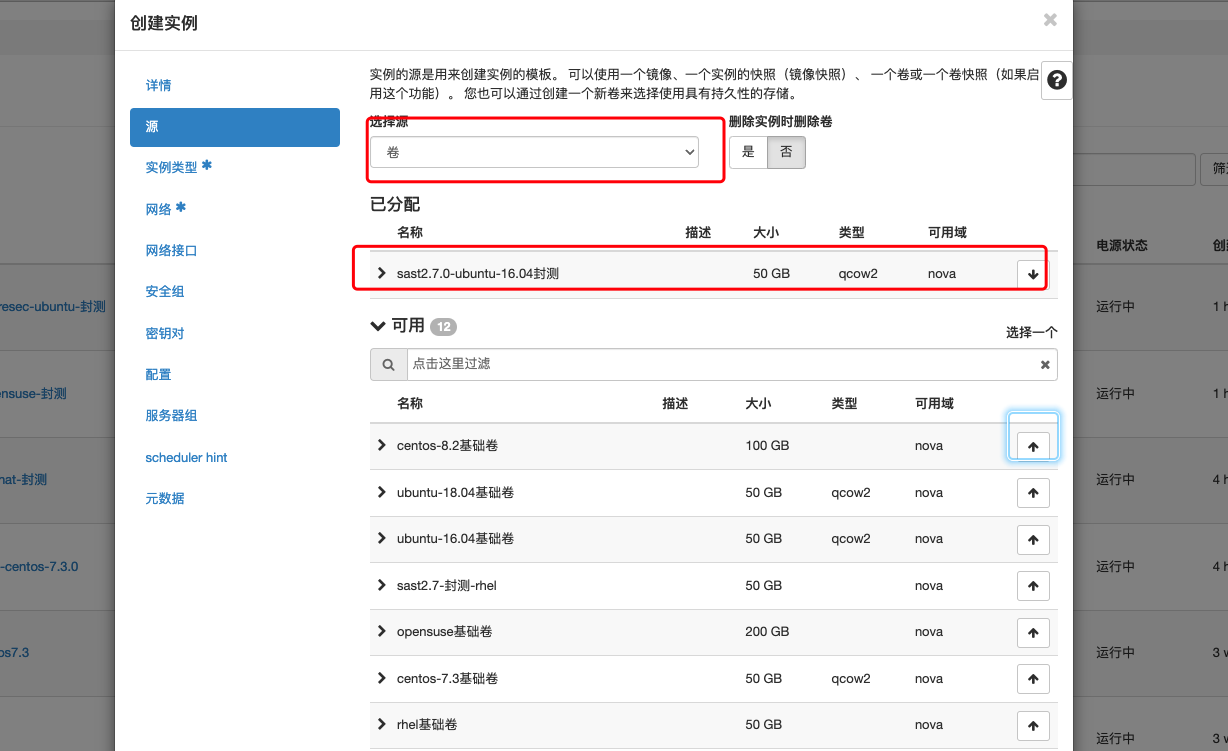 创建实例
详情
源
实例类型 *
网络 *
网络接口
安全组
密钥对
配置
服务器组
scheduler hint
元数据
实例的源是用来创建实例的模板。 可以使用一个镜像、一个实例的快照（镜像快照）、 一个卷或一个卷快照（如果启
用这个功能）。 您也可以通过创建一个新卷来选择使用具有持久性的存储。
选择源 删除实例时删除卷
卷 是 否
已分配
名称 描述 大小 类型 可用域
sast2.7.0-ubuntu-16.04封测 50 GB qcow2 nova
可用 12 选择一个
点击这里过滤
名称 描述 大小 类型 可用域
centos-8.2基础卷 100 GB nova
ubuntu-18.04基础卷 50 GB qcow2 nova
ubuntu-16.04基础卷 50 GB qcow2 nova
sast2.7-封测-rhel 50 GB nova
opensuse基础卷 200 GB nova
centos-7.3基础卷 50 GB qcow2 nova
rhel基础卷 50 GB nova
resec-ubuntu-封测
ensuse-封测
hat-封测
-centos-7.3.0
os7.3
电源状态
运行中 1 h
运行中 1 h
运行中 4 h
运行中 4 h
运行中 3 w
运行中 3 w